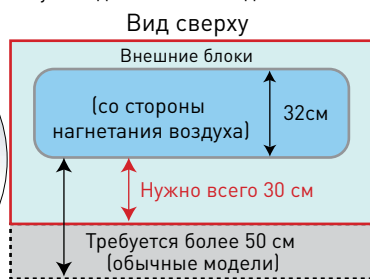 Вид сверху
Внешние блоки
(со стороны
нагнетания воздуха)
32см
Нужно всего 30 см
Требуется более 50 см
(обычные модели)